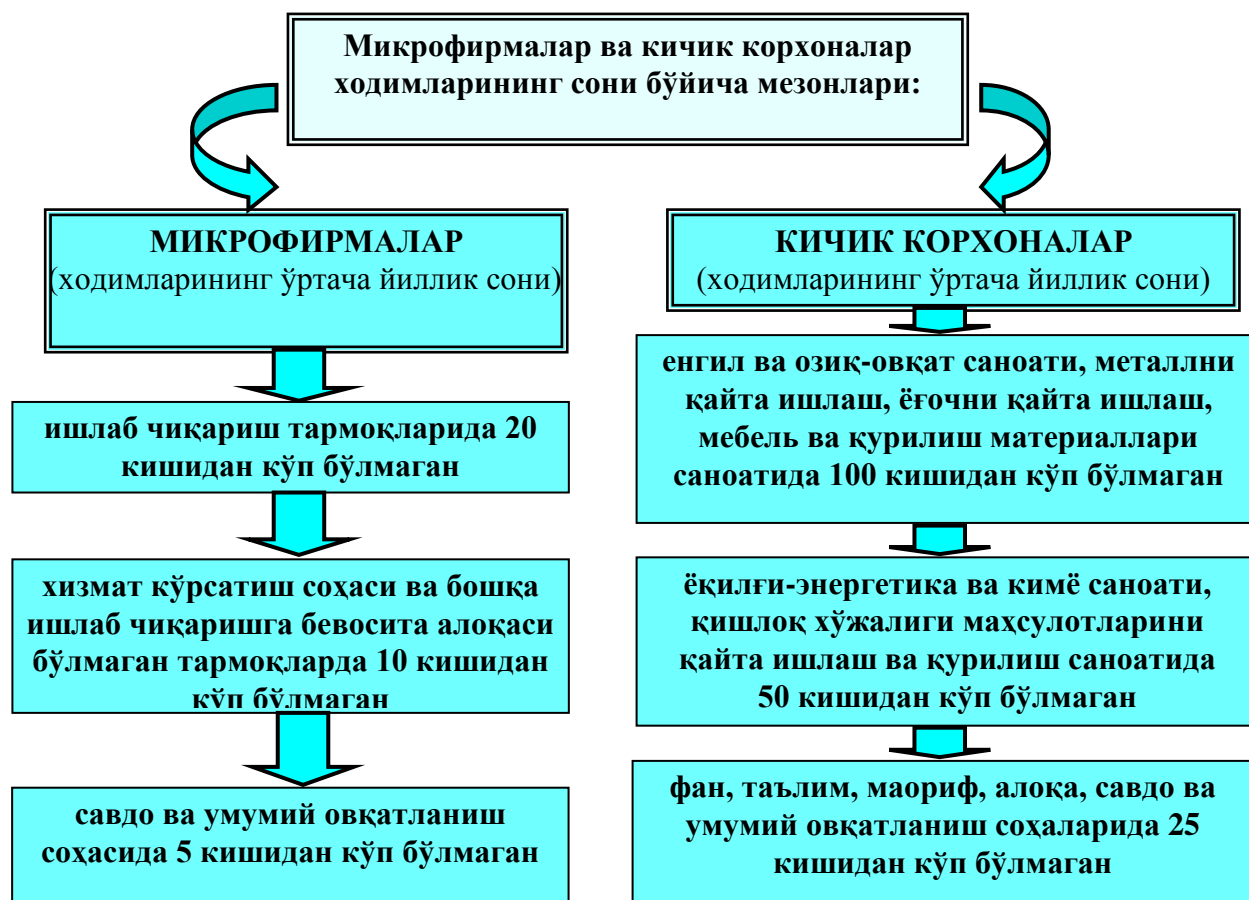 Микрофирмалар ва кичик корхоналар
ходимларининг сони бўйича мезонлари:
МИКРОФИРМАЛАР
(ходимларининг ўртача йиллик сони)
ишлаб чиқариш тармоқларида 20
кишидан кўп бўлмаган
хизмат кўрсатиш соҳаси ва бошқа
ишлаб чиқаришга бевосита алоқаси
бўлмаган тармоқларда 10 кишидан
кўп бўлмаган
савдо ва умумий овқатланиш
соҳасида 5 кишидан кўп бўлмаган
КИЧИК КОРХОНАЛАР
(ходимларининг ўртача йиллик сони)
енгил ва озиқ-овқат саноати, металлни
қайта ишлаш, ёғочни қайта ишлаш,
мебель ва қурилиш материаллари
саноатида 100 кишидан кўп бўлмаган
ёқилғи-энергетика ва кимё саноати,
қишлоқ хўжалиги маҳсулотларини
қайта ишлаш ва қурилиш саноатида
50 кишидан кўп бўлмаган
фан, таълим, маориф, алоқа, савдо ва
умумий овқатланиш соҳаларида 25
кишидан кўп бўлмаган